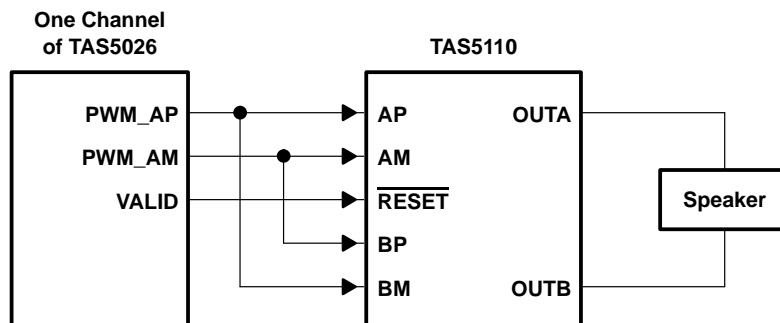 One Channel
of TAS5026
TAS5110
PWM_AP
AP
OUTA
PWM_AM
AM
VALID
RESET
Speaker
BP
BM
OUTB